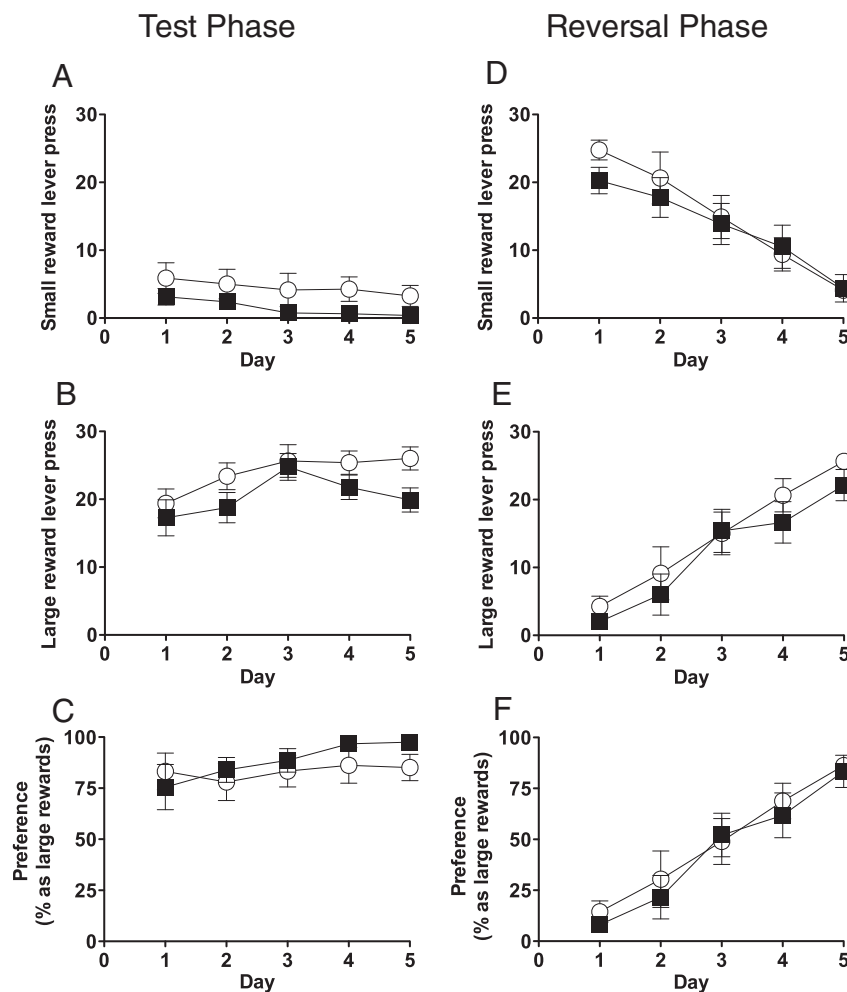 Test Phase
Reversal Phase
A
Small reward lever press
30
20
10
0
0 1 2 3 4 5
Day
D
Small reward lever press
30
20
10
0
0 1 2 3 4 5
Day
B
Large reward lever press
30
20
10
0
0 1 2 3 4 5
Day
E
Large reward lever press
30
20
10
0
0 1 2 3 4 5
Day
C
Preference
(% as large rewards)
100
75
50
25
0
0 1 2 3 4 5
Day
F
Preference
(% as large rewards)
100
75
50
25
0
0 1 2 3 4 5
Day